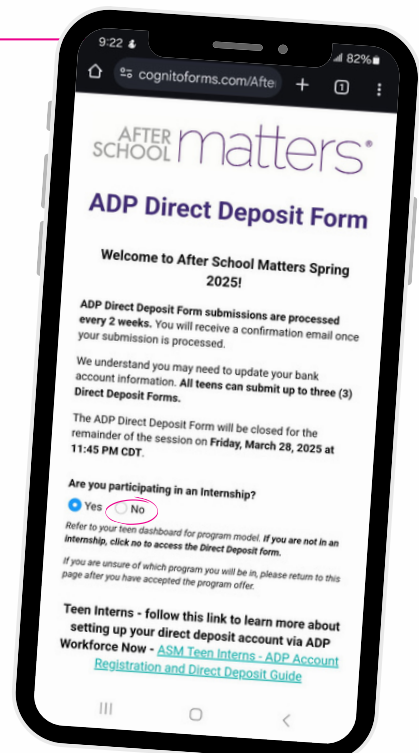 9:22 82%
cognitoforms.com/After 1
AFTER
SCHOOL matters®
ADP Direct Deposit Form
Welcome to After School Matters Spring
2025!
ADP Direct Deposit Form submissions are processed
every 2 weeks. You will receive a confirmation email once
your submission is processed.
We understand you may need to update your bank
account information. All teens can submit up to three (3)
Direct Deposit Forms.
The ADP Direct Deposit Form will be closed for the
remainder of the session on Friday, March 28, 2025 at
11:45 PM CDT.
Are you participating in an Internship?
Yes No
Refer to your teen dashboard for program model. If you are not in an
internship, click no to access the Direct Deposit form.
If you are unsure of which program you will be in, please return to this
page after you have accepted the program offer.
Teen Interns - follow this link to learn more about
setting up your direct deposit account via ADP
Workforce Now - ASM Teen Interns - ADP Account
Registration and Direct Deposit Guide